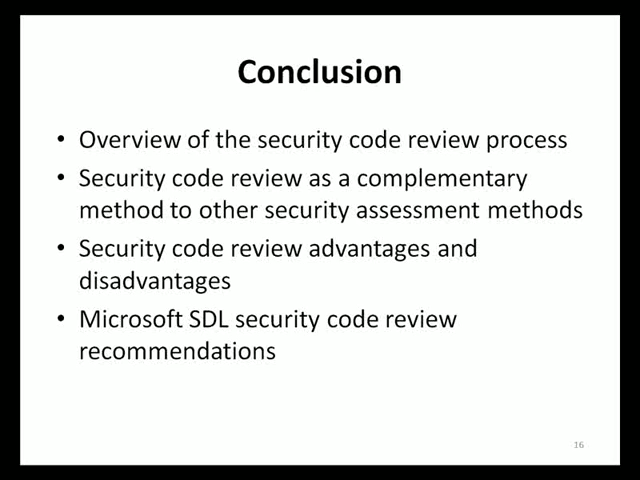 Conclusion
• Overview of the security code review process
• Security code review as a complementary
method to other security assessment methods
• Security code review advantages and
disadvantages
• Microsoft SDL security code review
recommendations
16